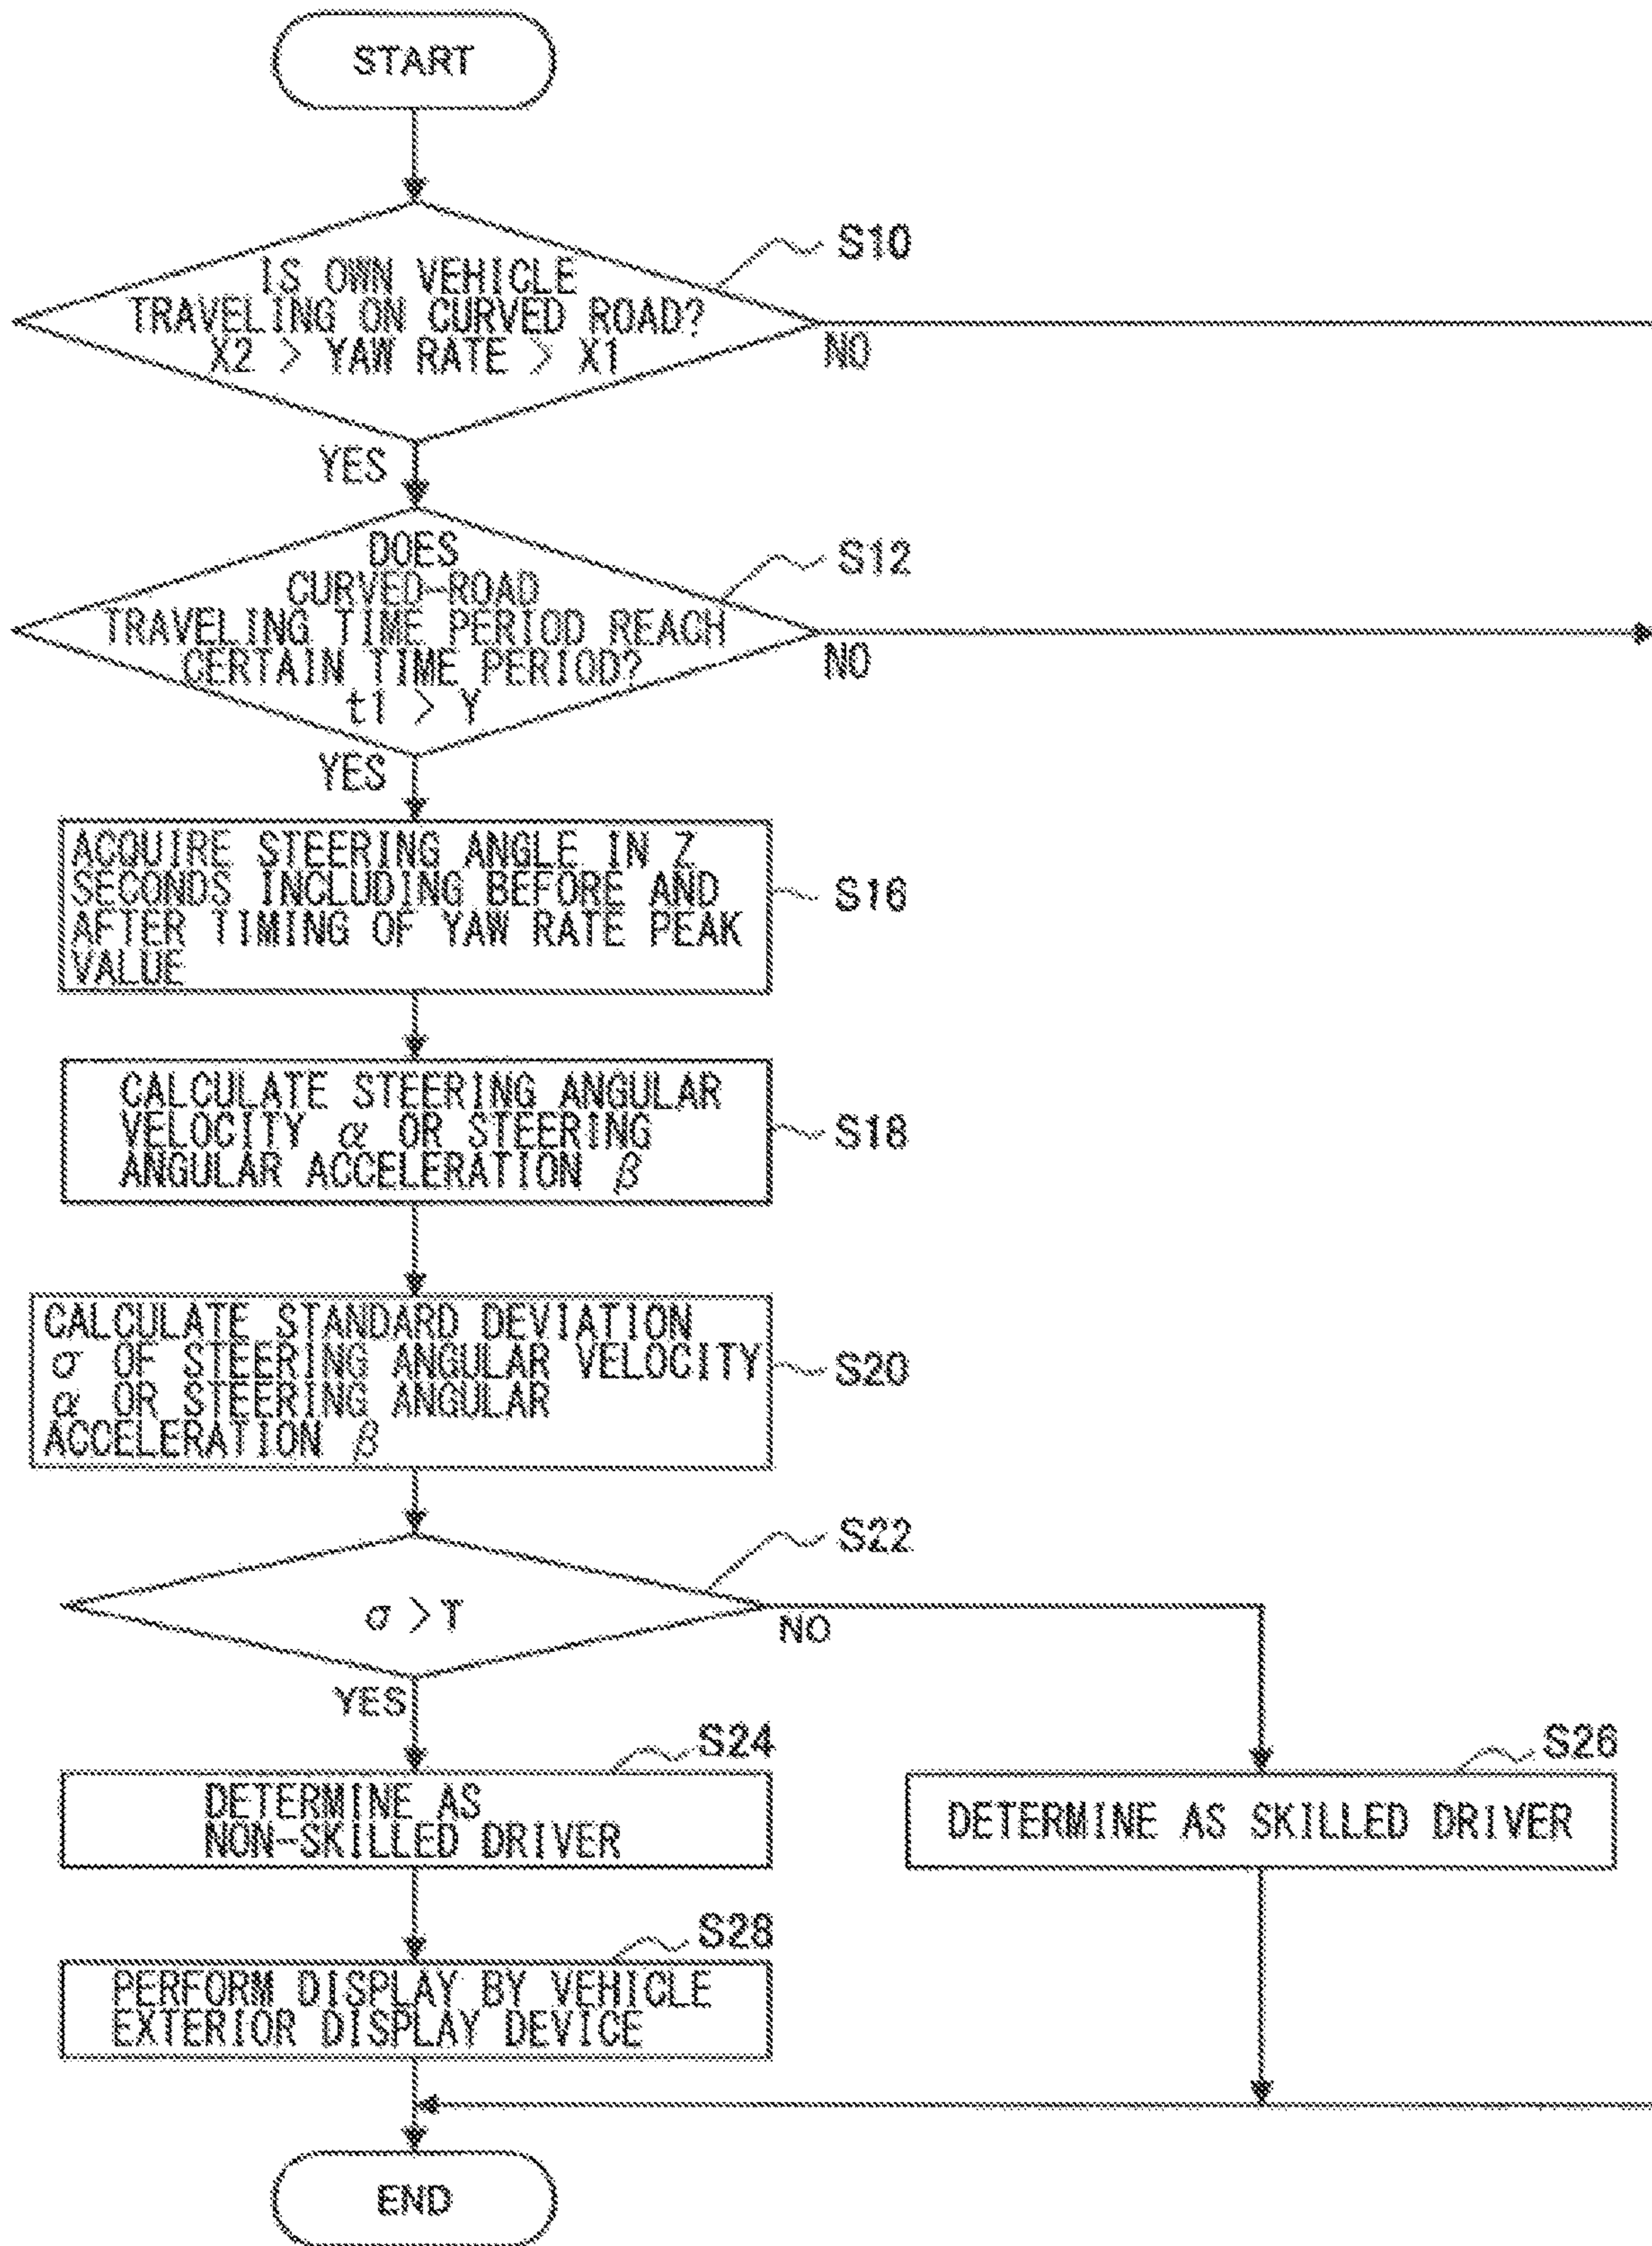 START
IS OWN VEHICLE
TRAVELING ON CURVED ROAD?
X2 > YAW RATE > X1
S10
NO
YES
DOES
CURVED-ROAD
TRAVELING TIME PERIOD REACH
CERTAIN TIME PERIOD?
t1 > Y
S12
NO
YES
ACQUIRE STEERING ANGLE IN Z
SECONDS INCLUDING BEFORE AND
AFTER TIMING OF YAW RATE PEAK
VALUE
S16
CALCULATE STEERING ANGULAR
VELOCITY α OR STEERING
ANGULAR ACCELERATION β
S18
CALCULATE STANDARD DEVIATION
σ OF STEERING ANGULAR VELOCITY
α OR STEERING ANGULAR
ACCELERATION β
S20
σ > T
S22
NO
YES
S24
DETERMINE AS
NON-SKILLED DRIVER
S26
DETERMINE AS SKILLED DRIVER
S28
PERFORM DISPLAY BY VEHICLE
EXTERIOR DISPLAY DEVICE
END